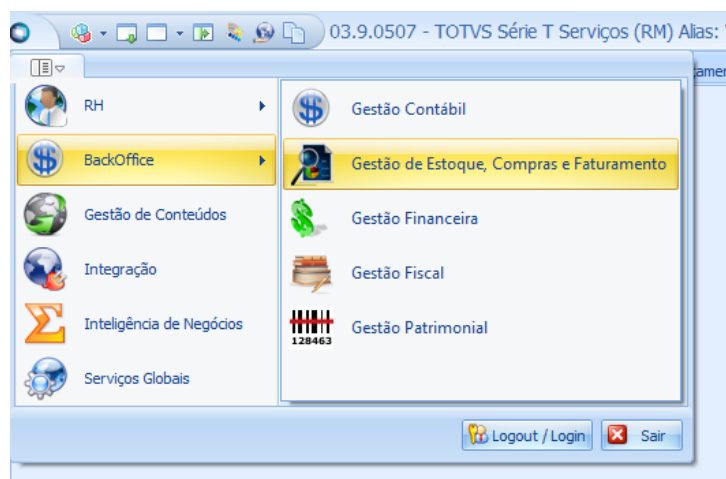 03.9.0507 - TOTVS Série T Serviços (RM) Alias:
RH
BackOffice
Gestão de Conteúdos
Integração
Inteligência de Negócios
Serviços Globais
Gestão Contábil
Gestão de Estoque, Compras e Faturamento
Gestão Financeira
Gestão Fiscal
128463
Gestão Patrimonial
Logout / Login
Sair